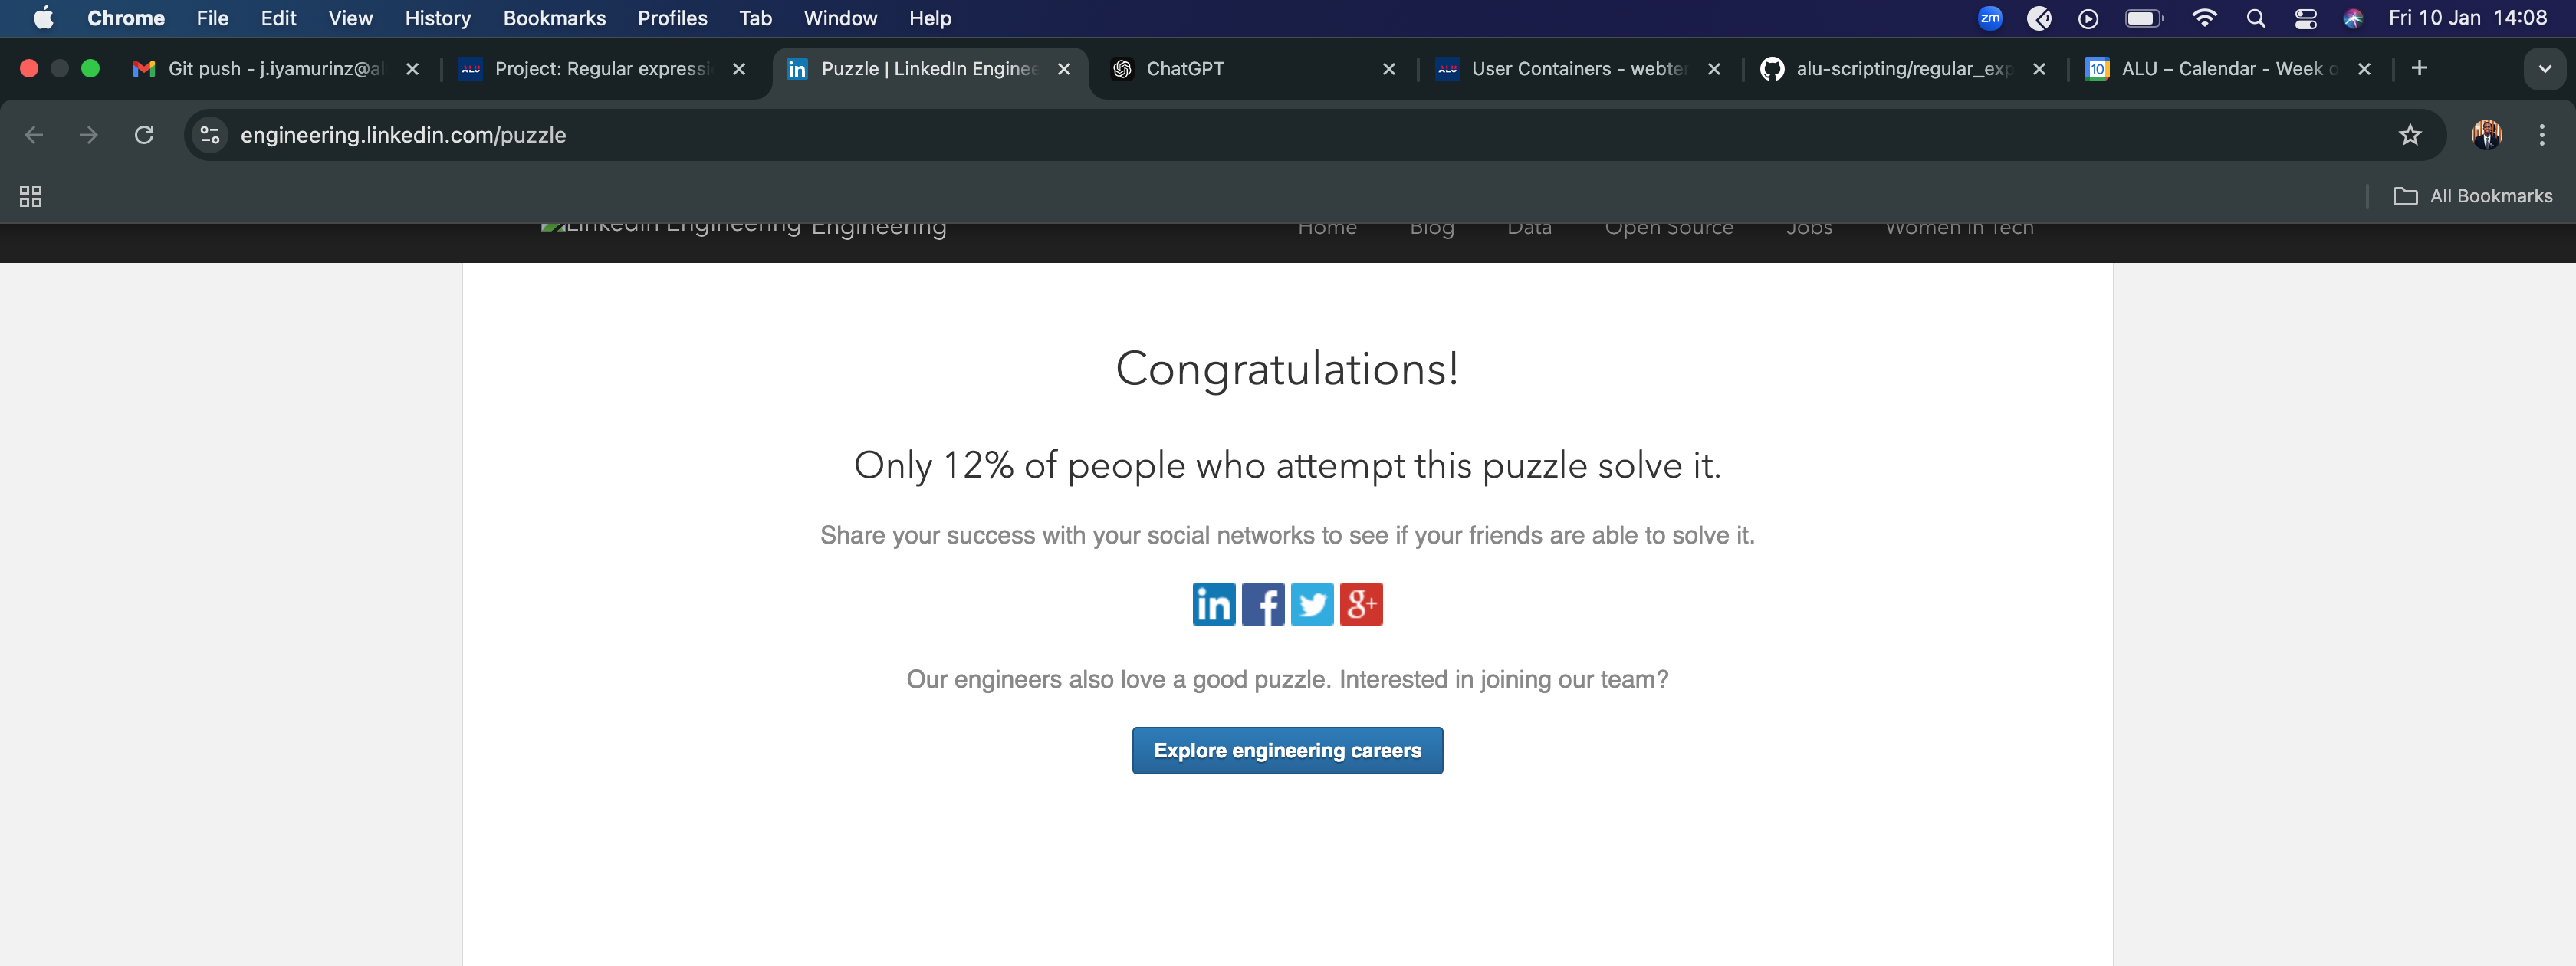 Chrome File Edit View History Bookmarks Profiles Tab Window Help zm Fri 10 Jan 14:08
Git push - j.iyamurinz@al ALU Project: Regular expressi in Puzzle | LinkedIn Enginee ChatGPT ALU User Containers - webter alu-scripting/regular_exp 10 ALU – Calendar - Week o
engineering.linkedin.com/puzzle
All Bookmarks
LinkedIn Engineering Engineering Home Blog Data Open Source Jobs Women in Tech
Congratulations!
Only 12% of people who attempt this puzzle solve it.
Share your success with your social networks to see if your friends are able to solve it.
in f g+
Our engineers also love a good puzzle. Interested in joining our team?
Explore engineering careers